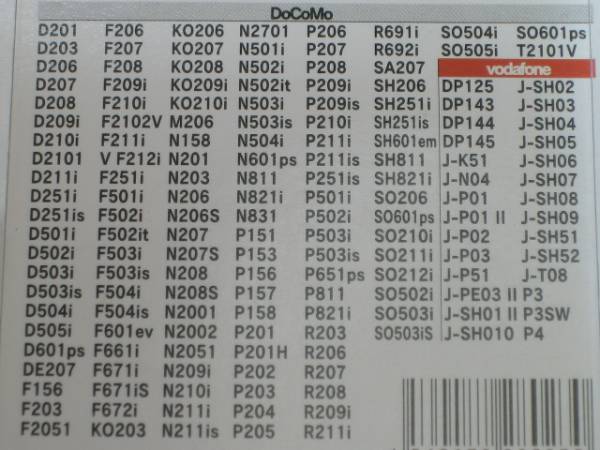 DoCoMo
D201 F206 KO206 N2701 P206 R691i SO504i SO601ps
D203 F207 KO207 N501i P207 R692i SO505i T2101V
D206 F208 KO208 N502i P208 SA207 vodafone
D207 F209i KO209i N502it P209i SH206 DP125 J-SH02
D208 F210i KO210i N503i P209is SH251i DP143 J-SH03
D209i F2102V M206 N503is P210i SH251is DP144 J-SH04
D210i F211i N158 N504i P211i SH601em DP145 J-SH05
D2101 V F212i N201 N601ps P211is SH811 J-K51 J-SH06
D211i F251i N203 N811 P251is SH821i J-N04 J-SH07
D251i F501i N206 N821i P501i SO206 J-P01 J-SH08
D251is F502i N206S N831 P502i SO601ps J-P01 II J-SH09
D501i F502it N207 P151 P503i SO210i J-P02 J-SH51
D502i F503i N207S P153 P503is SO211i J-P03 J-SH52
D503i F503is N208 P156 P651ps SO212i J-P51 J-T08
D503is F504i N208S P157 P811 SO502i J-PE03 II P3
D504i F504is N2001 P158 P821i SO503i J-SH01 II P3SW
D505i F601ev N2002 P201 R203 SO503iS J-SH010 P4
D601ps F661i N2051 P201H R206
DE207 F671i N209i P202 R207
F156 F671iS N210i P203 R208
F203 F672i N211i P204 R209i
F2051 KO203 N211is P205 R211i